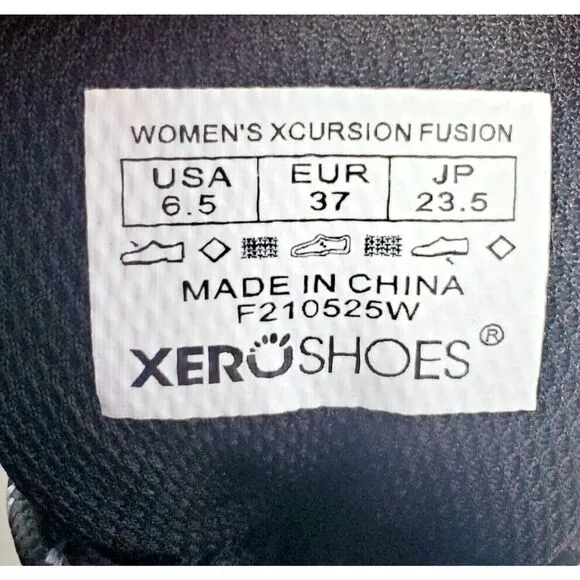 WOMEN'S XCURSION FUSION
USA EUR JP
6.5 37 23.5
MADE IN CHINA
F210525W
XEROSHOES®